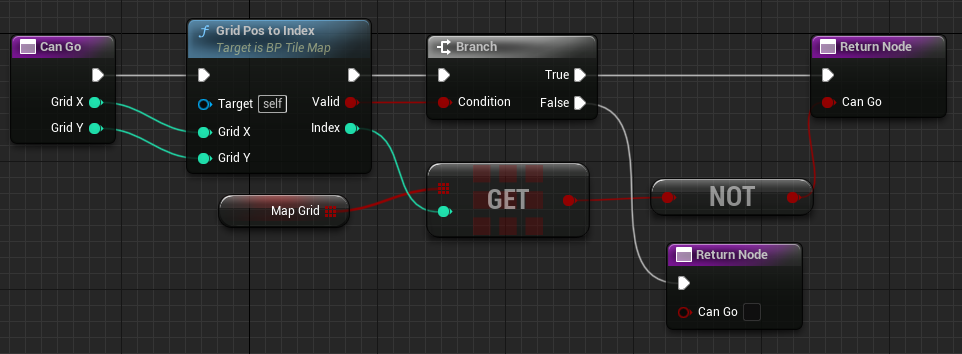 Can Go
Grid X
Grid Y
f Grid Pos to Index
Target is BP Tile Map
Target self
Grid X
Grid Y
Valid
Index
Map Grid
Branch
Condition
True
False
GET
NOT
Return Node
Can Go
Return Node
Can Go